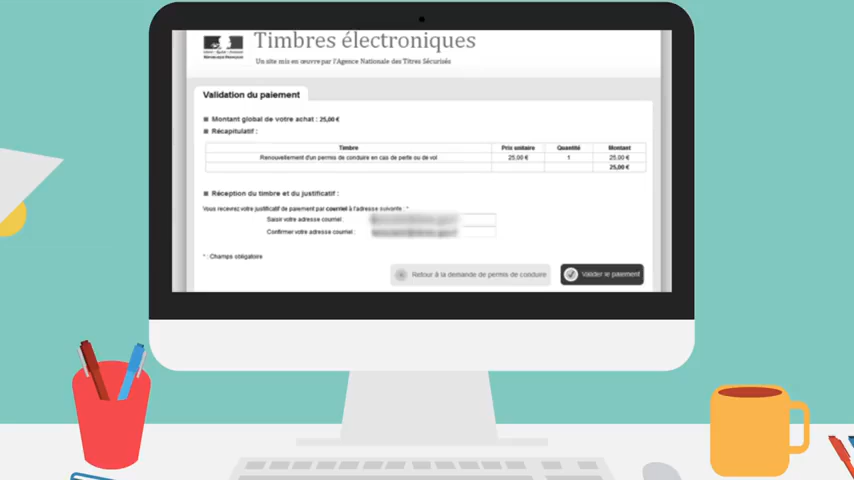 Timbres électroniques
RÉPUBLIQUE FRANÇAISE
Un site mis en œuvre par l'Agence Nationale des Titres Sécurisés
Validation du paiement
Montant global de votre achat : 25,00 €
Récapitulatif :
Timbre Prix unitaire Quantité Montant
Renouvellement d'un permis de conduire en cas de perte ou de vol 25,00 € 1 25,00 €
25,00 €
Réception du timbre et du justificatif :
Vous recevrez votre justificatif de paiement par courriel à l'adresse suivante : *
Saisir votre adresse courriel :
Confirmer votre adresse courriel :
* : Champs obligatoire
Retour à la demande de permis de conduire Valider le paiement